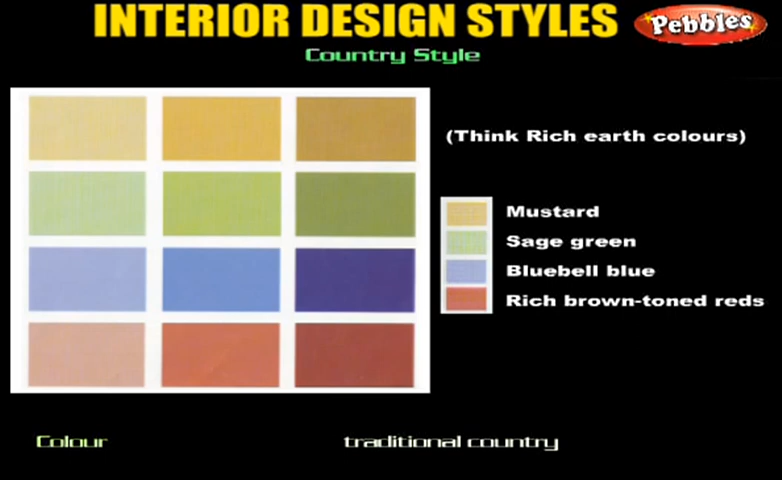 INTERIOR DESIGN STYLES
Pebbles
Country Style
(Think Rich earth colours)
Mustard
Sage green
Bluebell blue
Rich brown-toned reds
Colour
traditional country